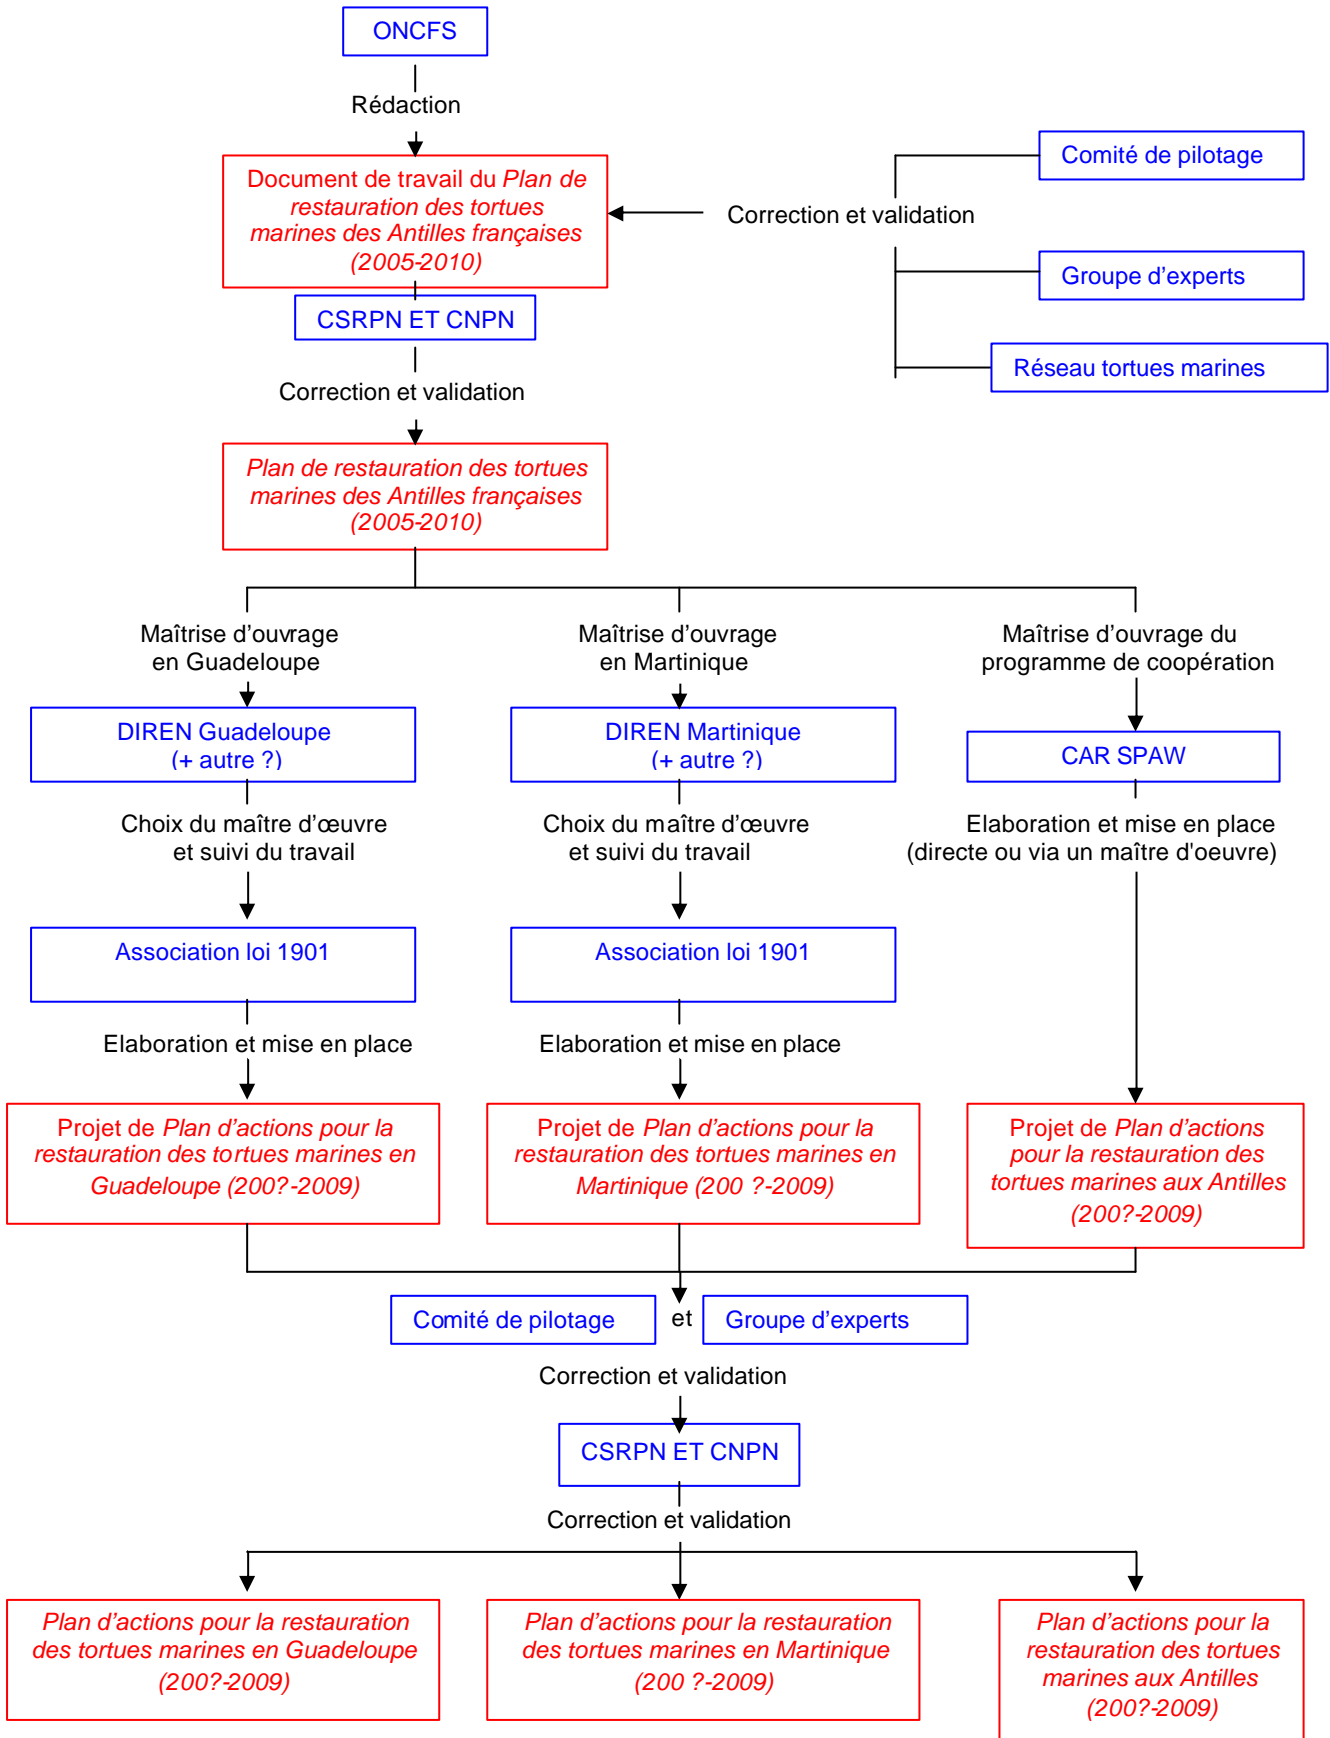 ONCFS
Rédaction
Document de travail du Plan de
restauration des tortues
marines des Antilles françaises
(2005-2010)
Correction et validation
Comité de pilotage
Groupe d'experts
Réseau tortues marines
CSRPN ET CNPN
Correction et validation
Plan de restauration des tortues
marines des Antilles françaises
(2005-2010)
Maîtrise d'ouvrage
en Guadeloupe
Maîtrise d'ouvrage
en Martinique
Maîtrise d'ouvrage du
programme de coopération
DIREN Guadeloupe
(+ autre ?)
DIREN Martinique
(+ autre ?)
CAR SPAW
Choix du maître d'œuvre
et suivi du travail
Choix du maître d'œuvre
et suivi du travail
Elaboration et mise en place
(directe ou via un maître d'oeuvre)
Association loi 1901
Association loi 1901
Elaboration et mise en place
Elaboration et mise en place
Projet de Plan d'actions pour la
restauration des tortues marines en
Guadeloupe (200?-2009)
Projet de Plan d'actions pour la
restauration des tortues marines en
Martinique (200 ?-2009)
Projet de Plan d'actions
pour la restauration des
tortues marines aux Antilles
(200?-2009)
Comité de pilotage
et
Groupe d'experts
Correction et validation
CSRPN ET CNPN
Correction et validation
Plan d'actions pour la restauration
des tortues marines en Guadeloupe
(200?-2009)
Plan d'actions pour la restauration
des tortues marines en Martinique
(200 ?-2009)
Plan d'actions pour la
restauration des tortues
marines aux Antilles
(200?-2009)